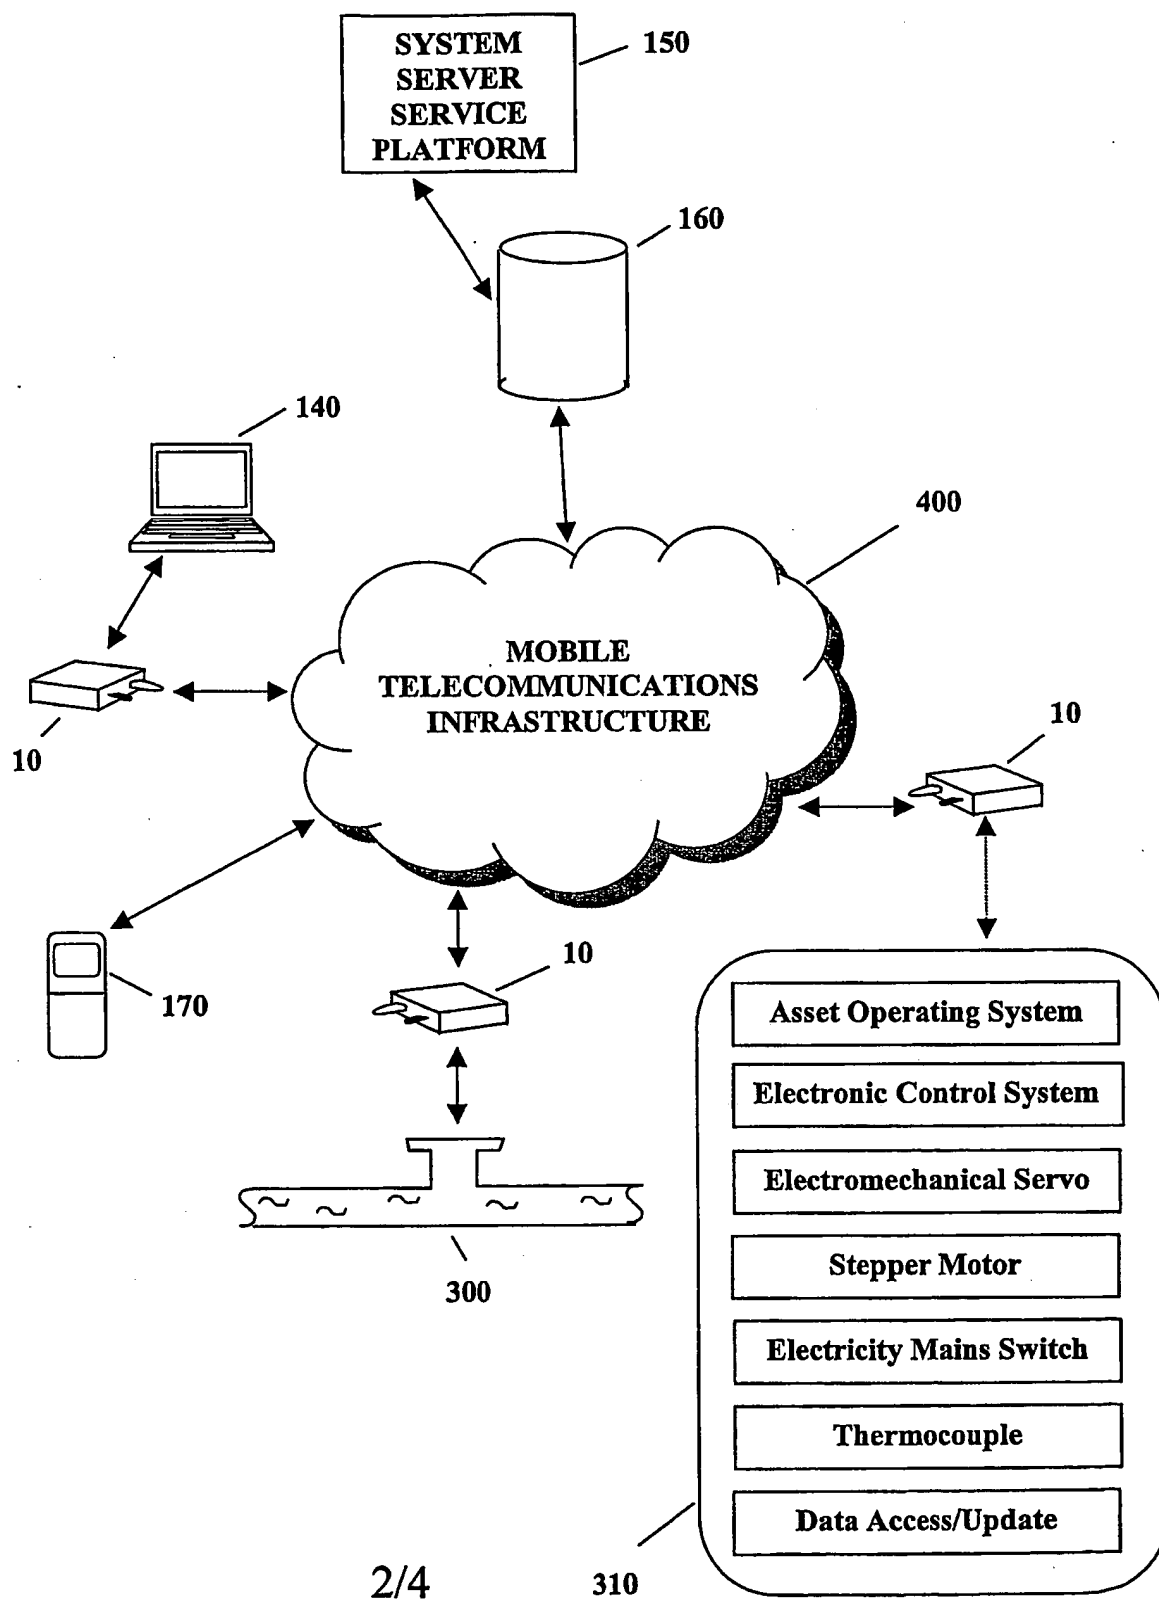 SYSTEM
SERVER
SERVICE
PLATFORM
150
160
140
400
MOBILE
TELECOMMUNICATIONS
INFRASTRUCTURE
10
10
10
170
Asset Operating System
Electronic Control System
Electromechanical Servo
Stepper Motor
300
Electricity Mains Switch
Thermocouple
Data Access/Update
2/4
310